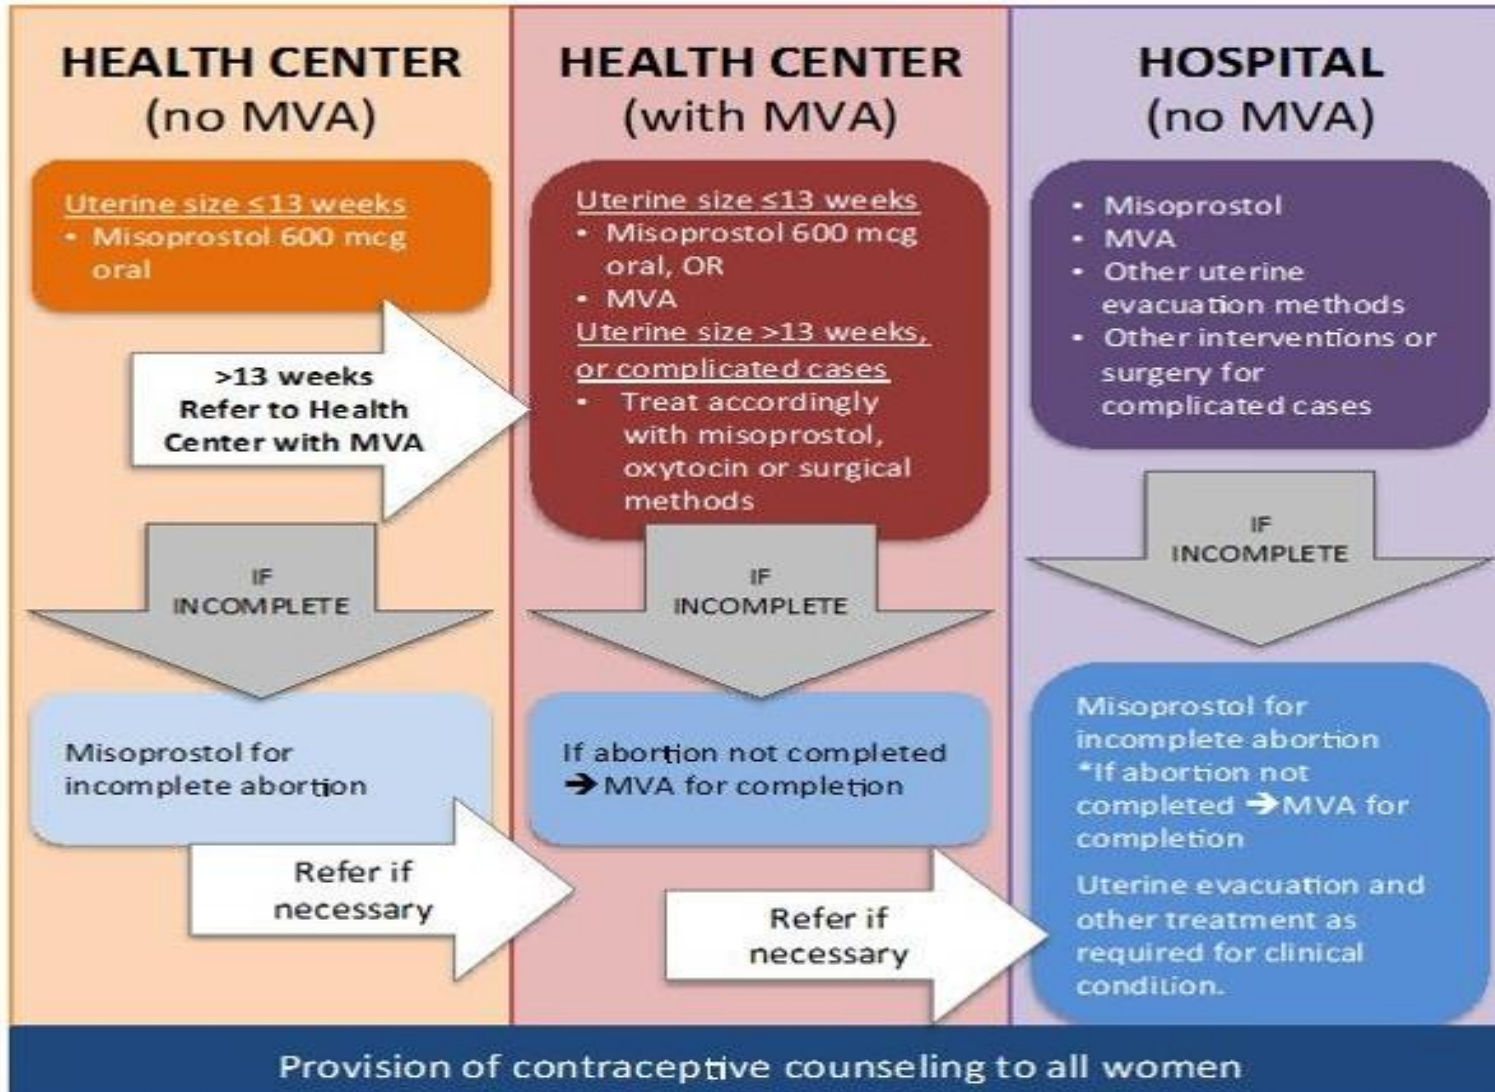 HEALTH CENTER
(no MVA)
Uterine size ≤13 weeks
• Misoprostol 600 mcg
oral
>13 weeks
Refer to Health
Center with MVA
IF
INCOMPLETE
Misoprostol for
incomplete abortion
Refer if
necessary
HEALTH CENTER
(with MVA)
Uterine size ≤13 weeks
• Misoprostol 600 mcg
oral, OR
• MVA
Uterine size >13 weeks,
or complicated cases
• Treat accordingly
with misoprostol,
oxytocin or surgical
methods
IF
INCOMPLETE
If abortion not completed
➔ MVA for completion
Refer if
necessary
HOSPITAL
(no MVA)
• Misoprostol
• MVA
• Other uterine
evacuation methods
• Other interventions or
surgery for
complicated cases
IF
INCOMPLETE
Misoprostol for
incomplete abortion
*If abortion not
completed ➔MVA for
completion
Uterine evacuation and
other treatment as
required for clinical
condition.
Provision of contraceptive counseling to all women